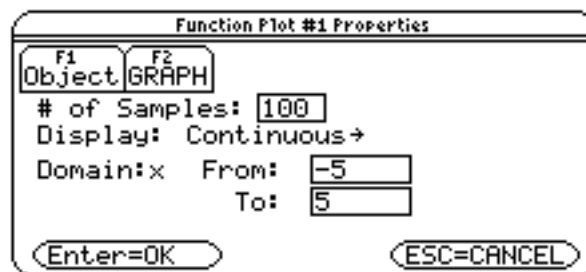 Function Plot #1 Properties
F1 F2
Object GRAPH
# of Samples: 100
Display: Continuous→
Domain:x From: -5
To: 5
Enter=OK ESC=CANCEL